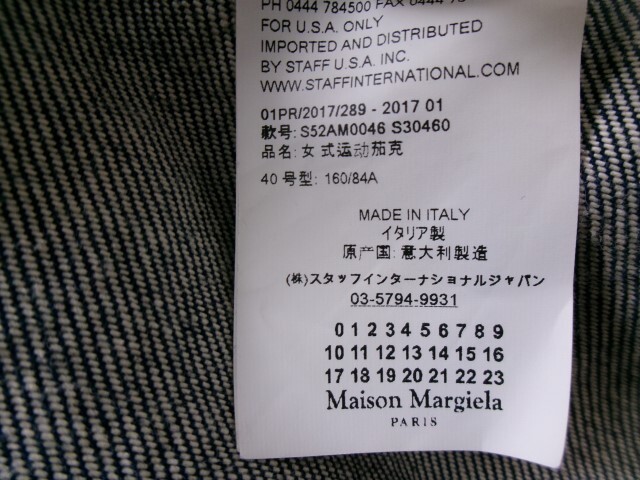 PH 0444 784500 FAX 0444 78
FOR U.S.A. ONLY
IMPORTED AND DISTRIBUTED
BY STAFF U.S.A. INC.
WWW.STAFFINTERNATIONAL.COM
01PR/2017/289 - 2017 01
款号: S52AM0046 S30460
品名: 女 式运动茄克
40 号型: 160/84A
MADE IN ITALY
イタリア製
原产国: 意大利製造
(株)スタッフインターナショナルジャパン
03-5794-9931
0 1 2 3 4 5 6 7 8 9
10 11 12 13 14 15 16
17 18 19 20 21 22 23
Maison Margiela
PARIS